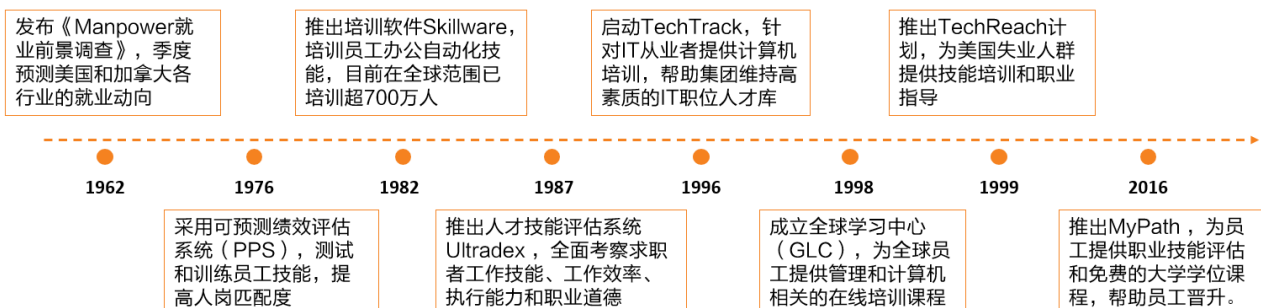 发布《Manpower就
业前景调查》，季度
预测美国和加拿大各
行业的就业动向
推出培训软件Skillware，
培训员工办公自动化技
能，目前在全球范围已
培训超700万人
启动TechTrack，针
对IT从业者提供计算机
培训，帮助集团维持高
素质的IT职位人才库
推出TechReach计
划，为美国失业人群
提供技能培训和职业
指导
1962
1976
1982
1987
1996
1998
1999
2016
采用可预测绩效评估
系统（PPS），测试
和训练员工技能，提
高人岗匹配度
推出人才技能评估系统
Ultradex ，全面考察求职
者工作技能、工作效率、
执行能力和职业道德
成立全球学习中心
（GLC），为全球员
工提供管理和计算机
相关的在线培训课程
推出MyPath ，为员
工提供职业技能评估
和免费的大学学位课
程，帮助员工晋升。